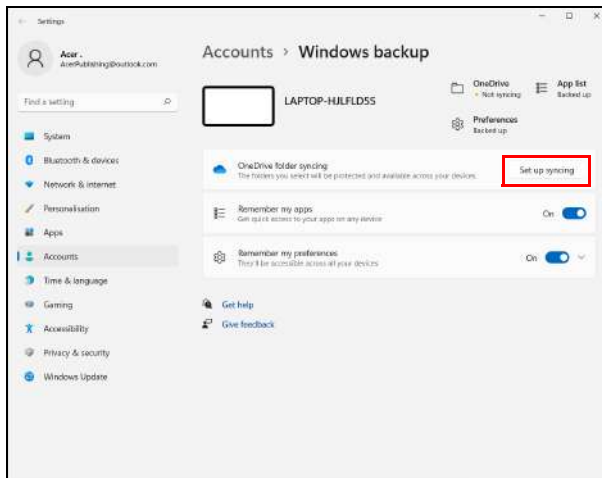 Settings
Acer .
AcerPublishing@outlook.com
Find a setting
System
Bluetooth & devices
Network & internet
Personalisation
Apps
Accounts
Time & language
Gaming
Accessibility
Privacy & security
Windows Update
Accounts > Windows backup
LAPTOP-HJLFLD5S
OneDrive
• Not syncing
App list
Backed up
Preferences
Backed up
OneDrive folder syncing
The folders you select will be protected and available across your devices.
Set up syncing
Remember my apps
Get quick access to your apps on any device
On
Remember my preferences
They'll be accessible across all your devices
On
Get help
Give feedback